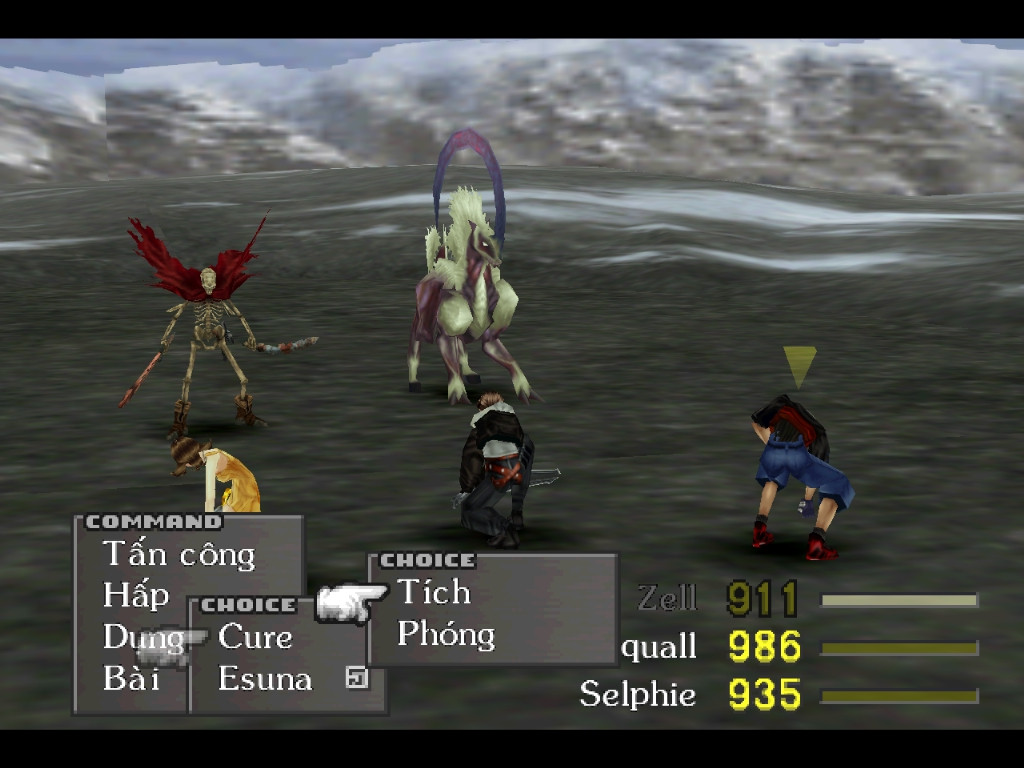 COMMAND
Tấn công
Hấp
Dung
Bài
CHOICE
Cure
Esuna
CHOICE
Tích
Phóng
Zell 911
quall 986
Selphie 935